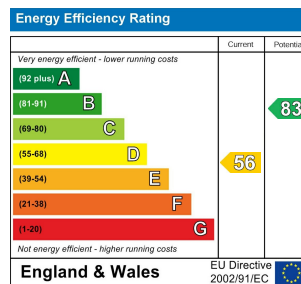 Energy Efficiency Rating
Current Potentia
Very energy efficient - lower running costs
(92 plus) A
(81-91) B
83
(69-80) C
(55-68) D
56
(39-54) E
(21-38) F
(1-20) G
Not energy efficient - higher running costs
England & Wales
EU Directive
2002/91/EC